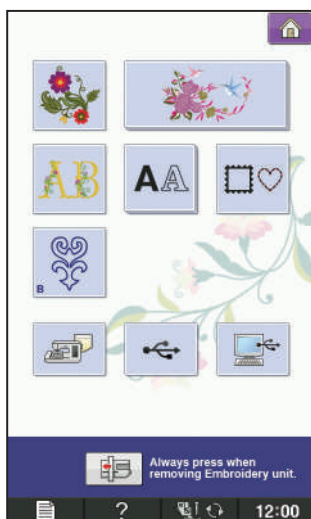 AB
AA
B
Always press when
removing Embroidery unit.
?
12:00